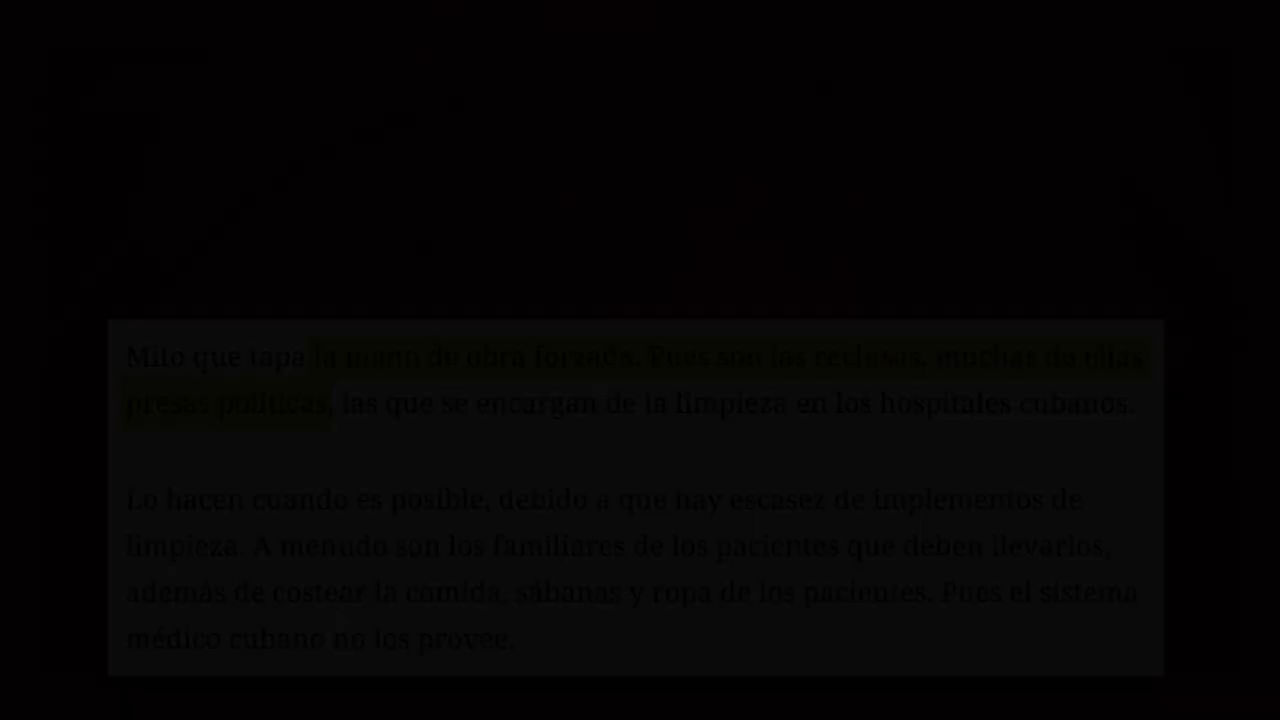 Mito que tapa la mano de obra forzada. Pues son las reclusas, muchas de ellas
presas políticas, las que se encargan de la limpieza en los hospitales cubanos.
Lo hacen cuando es posible, debido a que hay escasez de implementos de
limpieza. A menudo son los familiares de los pacientes que deben llevarlos,
además de costear la comida, sábanas y ropa de los pacientes. Pues el sistema
médico cubano no los provee.